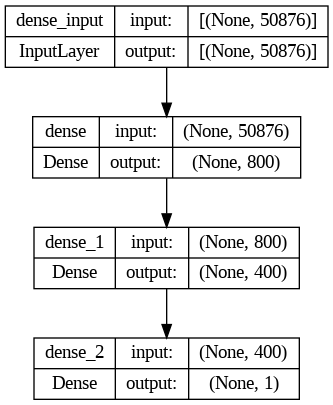 dense_input input: [(None, 50876)]
InputLayer output: [(None, 50876)]
dense input: (None, 50876)
Dense output: (None, 800)
dense_1 input: (None, 800)
Dense output: (None, 400)
dense_2 input: (None, 400)
Dense output: (None, 1)